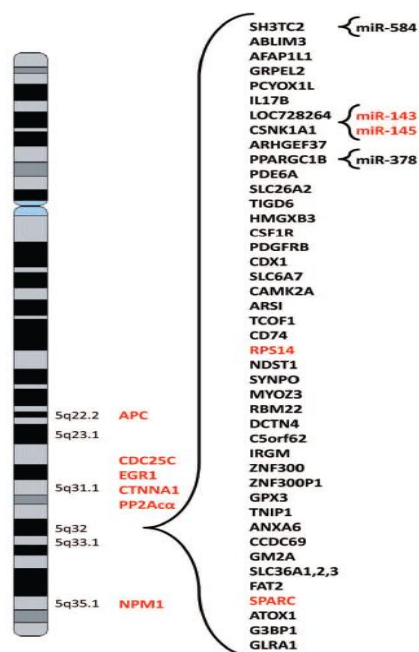 5q22.2 APC
5q23.1
CDC25C
EGR1
5q31.1 CTNNA1
PP2Acα
5q32
5q33.1
5q35.1 NPM1
SH3TC2
ABLIM3
AFAP1L1
GRPEL2
PCYOX1L
IL17B
LOC728264
CSNK1A1
ARHGEF37
PPARGC1B
PDE6A
SLC26A2
TIGD6
HMGXB3
CSF1R
PDGFRB
CDX1
SLC6A7
CAMK2A
ARSI
TCOF1
CD74
RPS14
NDST1
SYNPO
MYOZ3
RBM22
DCTN4
C5orf62
IRGM
ZNF300
ZNF300P1
GPX3
TNIP1
ANXA6
CCDC69
GM2A
SLC36A1,2,3
FAT2
SPARC
ATOX1
G3BP1
GLRA1
miR-584
miR-143
miR-145
miR-378